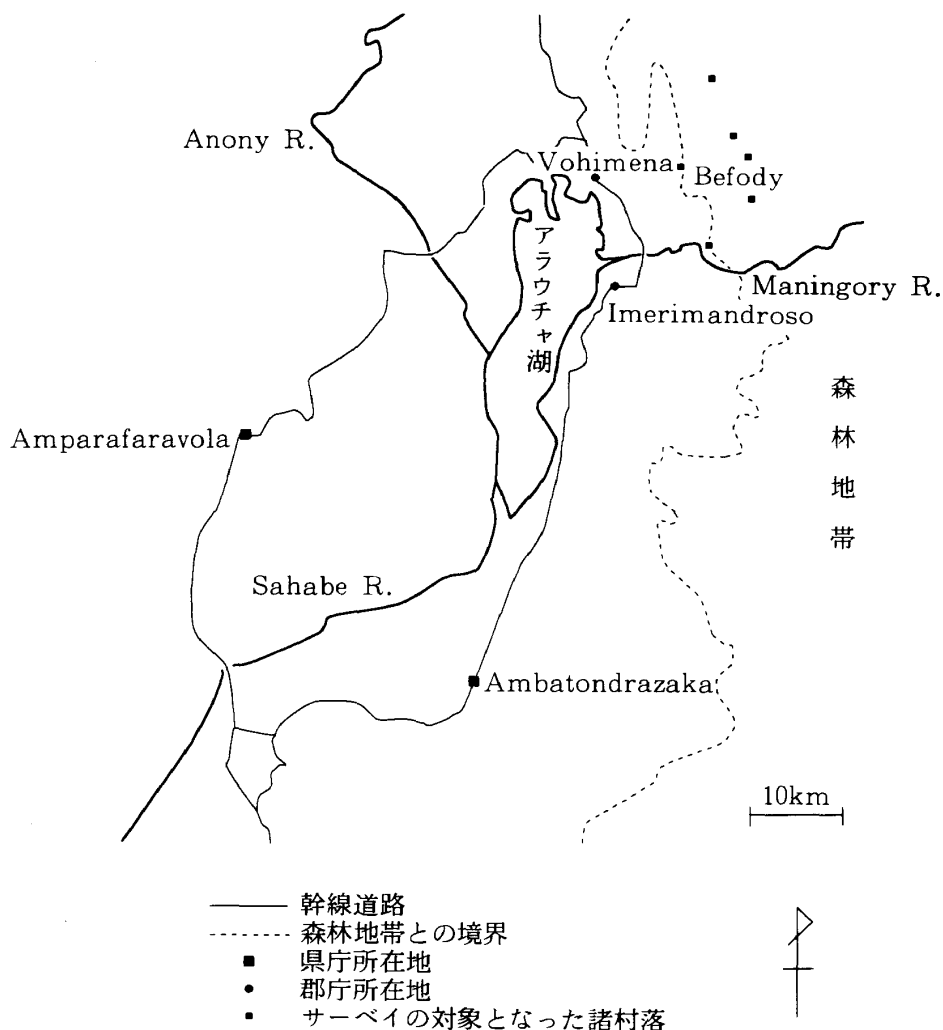 Anony R.
Vohimena
Befody
アラウチャ湖
Maningory R.
Imerimandroso
森林地帯
Amparafaravola
Sahabe R.
Ambatondrazaka
10km
幹線道路
森林地帯との境界
県庁所在地
郡庁所在地
サーベイの対象となった諸村落